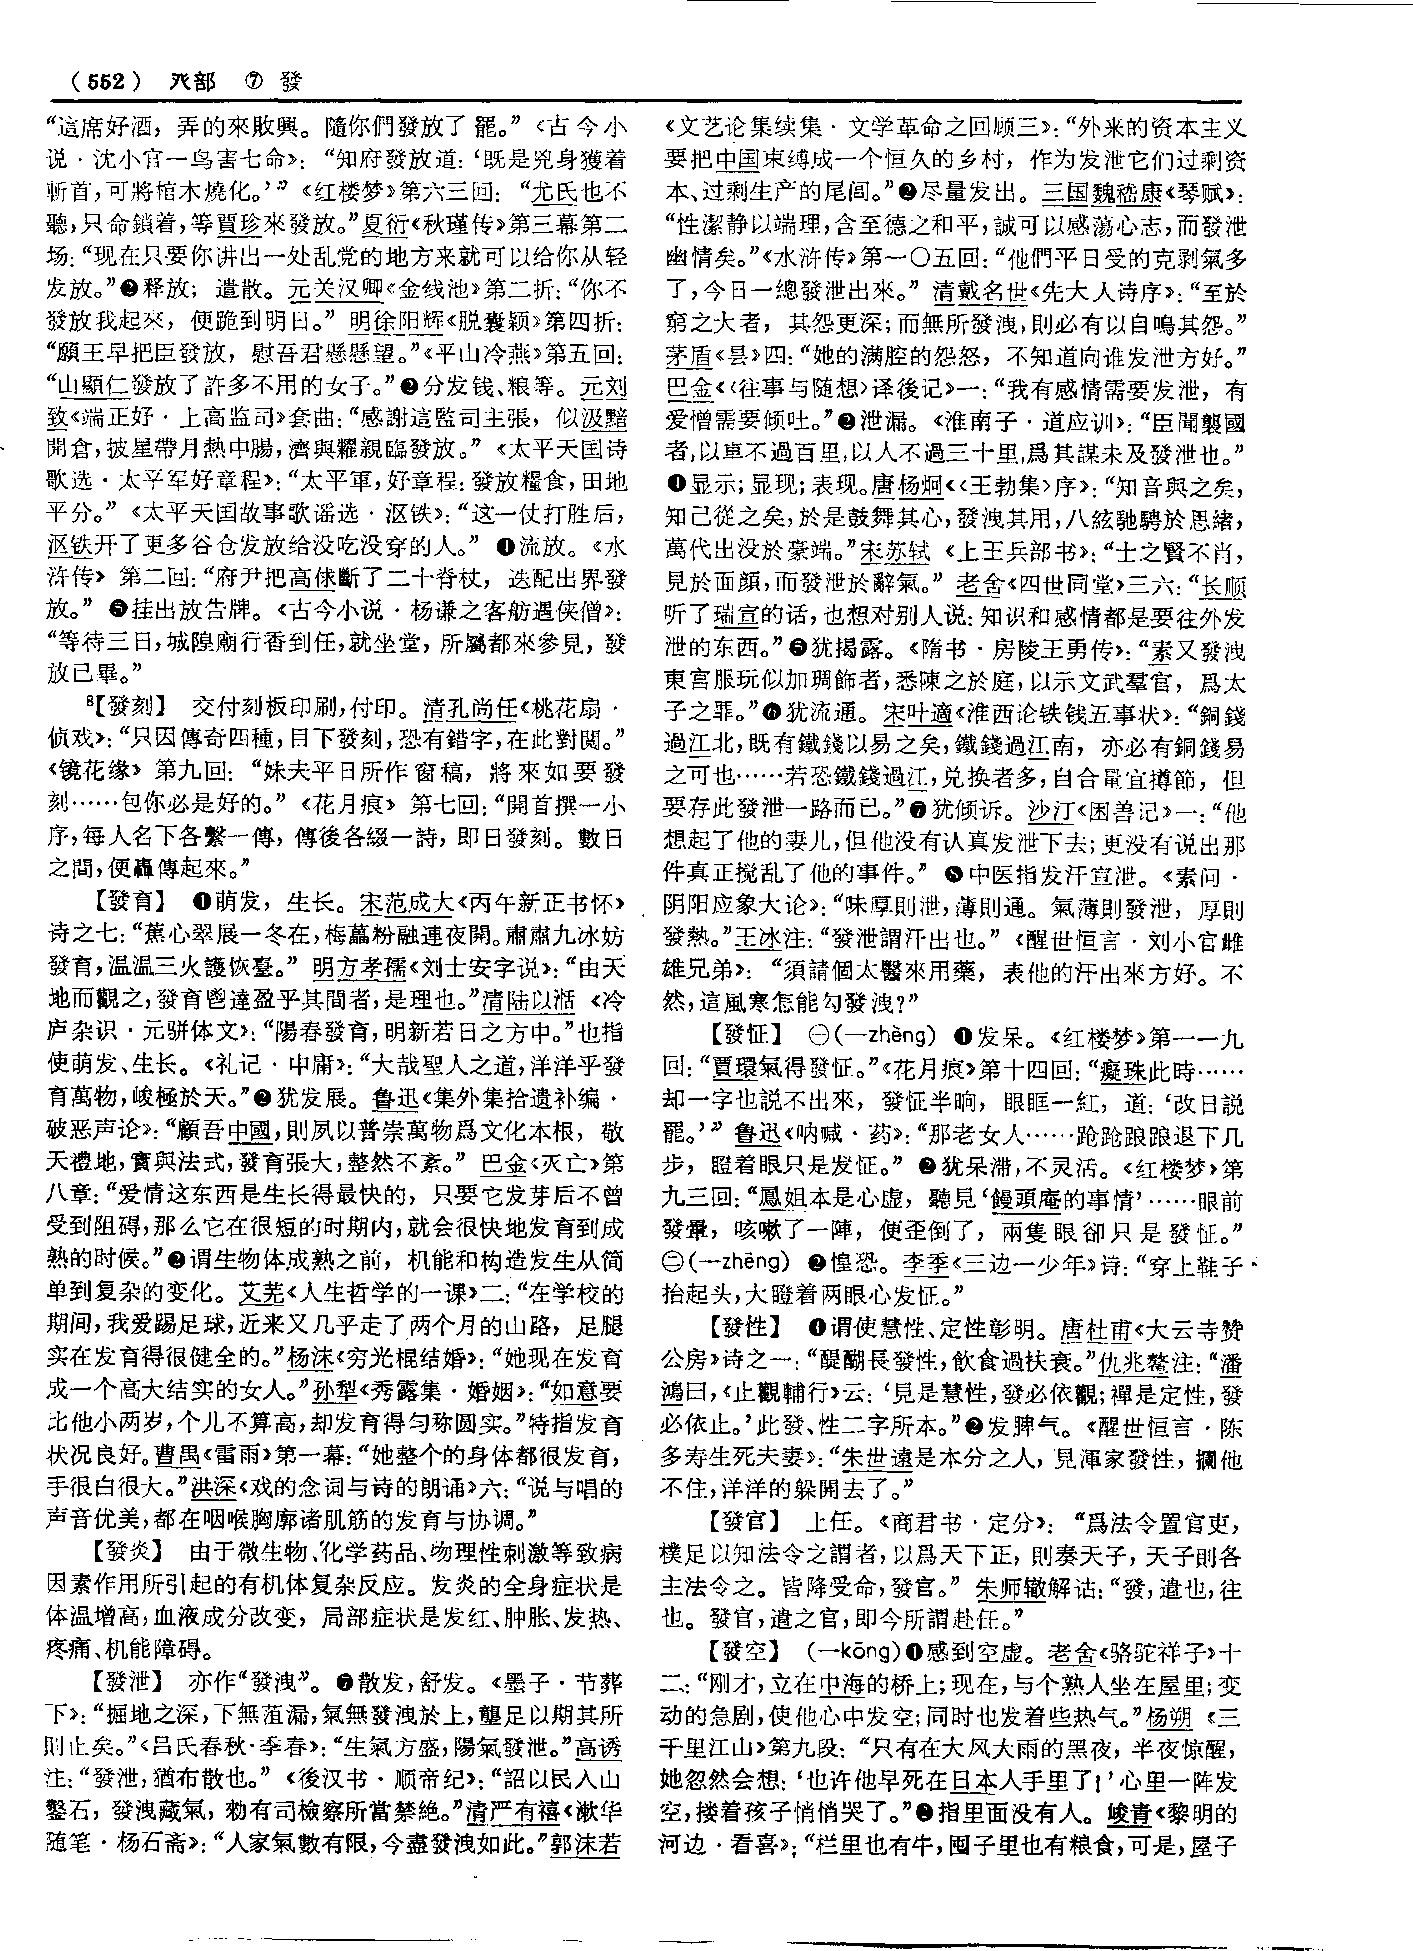 (552) 癶部 ⑦ 發
“這席好酒，弄的來敗興。隨你們發放了罷。”《古今小
说·沈小官一鸟害七命》：“知府發放道：‘既是兇身獲着
斬首，可將棺木燒化。’”《红楼梦》第六三回：“尤氏也不
聽，只命鎖着，等賈珍來發放。”夏衍《秋瑾传》第三幕第二
场：“现在只要你讲出一处乱党的地方来就可以给你从轻
发放。”❷释放；遣散。元关汉卿《金线池》第二折：“你不
發放我起來，便跪到明日。”明徐阳辉《脱囊颖》第四折：
“願王早把臣發放，慰吾君懸懸望。”《平山冷燕》第五回：
“山顯仁發放了許多不用的女子。”❸分发钱、粮等。元刘
致《端正好·上高监司》套曲：“感謝這監司主張，似汲黯
開倉，披星帶月熱中腸，濟與糶親臨發放。”《太平天囯诗
歌选·太平军好章程》：“太平軍，好章程：發放糧食，田地
平分。”《太平天囯故事歌谣选·沤铁》：“这一仗打胜后，
沤铁开了更多谷仓发放给没吃没穿的人。”❹流放。《水
浒传》第二回：“府尹把高俅斷了二十脊杖，迭配出界發
放。”❺挂出放告牌。《古今小说·杨谦之客舫遇侠僧》：
“等待三日，城隍廟行香到任，就坐堂，所屬都來參見，發
放已畢。”
⁸【發刻】 交付刻板印刷，付印。清孔尚任《桃花扇·
侦戏》：“只因傳奇四種，目下發刻，恐有錯字，在此對閱。”
《镜花缘》第九回：“妹夫平日所作窗稿，將來如要發
刻……包你必是好的。”《花月痕》第七回：“開首撰一小
序，每人名下各繫一傳，傳後各綴一詩，即日發刻。數日
之間，便轟傳起來。”
【發育】 ❶萌发，生长。宋范成大《丙午新正书怀》
诗之七：“蕉心翠展一冬在，梅蘂粉融連夜開。肅肅九冰妨
發育，温温三火護恢臺。”明方孝孺《刘士安字说》：“由天
地而觀之，發育鬯達盈乎其間者，是理也。”清陆以湉《冷
庐杂识·元骈体文》：“陽春發育，明新若日之方中。”也指
使萌发、生长。《礼记·中庸》：“大哉聖人之道，洋洋乎發
育萬物，峻極於天。”❷犹发展。鲁迅《集外集拾遗补编·
破恶声论》：“顧吾中國，則夙以普崇萬物爲文化本根，敬
天禮地，實與法式，發育張大，整然不紊。”巴金《灭亡》第
八章：“爱情这东西是生长得最快的，只要它发芽后不曾
受到阻碍，那么它在很短的时期内，就会很快地发育到成
熟的时候。”❸谓生物体成熟之前，机能和构造发生从简
单到复杂的变化。艾芜《人生哲学的一课》二：“在学校的
期间，我爱踢足球，近来又几乎走了两个月的山路，足腿
实在发育得很健全的。”杨沫《穷光棍结婚》：“她现在发育
成一个高大结实的女人。”孙犁《秀露集·婚姻》：“如意要
比他小两岁，个儿不算高，却发育得匀称圆实。”特指发育
状况良好。曹禺《雷雨》第一幕：“她整个的身体都很发育，
手很白很大。”洪深《戏的念词与诗的朗诵》六：“说与唱的
声音优美，都在咽喉胸廓诸肌筋的发育与协调。”
【發炎】 由于微生物、化学药品、物理性刺激等致病
因素作用所引起的有机体复杂反应。发炎的全身症状是
体温增高，血液成分改变，局部症状是发红、肿胀、发热、
疼痛、机能障碍。
【發泄】 亦作“發洩”。❶散发，舒发。《墨子·节葬
下》：“掘地之深，下無菹漏，氣無發洩於上，壟足以期其所
則止矣。”《吕氏春秋·季春》：“生氣方盛，陽氣發泄。”高诱
注：“發泄，猶布散也。”《後汉书·顺帝纪》：“詔以民入山
鑿石，發洩藏氣，勑有司檢察所當禁絶。”清严有禧《漱华
随笔·杨石斋》：“人家氣數有限，今盡發洩如此。”郭沫若
《文艺论集续集·文学革命之回顾三》：“外来的资本主义
要把中国束缚成一个恒久的乡村，作为发泄它们过剩资
本、过剩生产的尾闾。”❷尽量发出。三国魏嵇康《琴赋》：
“性潔静以端理，含至德之和平，誠可以感蕩心志，而發泄
幽情矣。”《水浒传》第一〇五回：“他們平日受的克剥氣多
了，今日一總發泄出來。”清戴名世《先大人诗序》：“至於
窮之大者，其怨更深；而無所發洩，則必有以自鳴其怨。”
茅盾《昙》四：“她的满腔的怨怒，不知道向谁发泄方好。”
巴金《〈往事与随想〉译後记》一：“我有感情需要发泄，有
爱憎需要倾吐。”❸泄漏。《淮南子·道应训》：“臣聞襲國
者，以車不過百里，以人不過三十里，爲其謀未及發泄也。”
❹显示；显现；表现。唐杨炯《〈王勃集〉序》：“知音與之矣，
知己從之矣，於是鼓舞其心，發洩其用，八紘馳騁於思緒，
萬代出没於豪端。”宋苏轼《上王兵部书》：“士之賢不肖，
見於面顔，而發泄於辭氣。”老舍《四世同堂》三六：“长顺
听了瑞宣的话，也想对别人说：知识和感情都是要往外发
泄的东西。”❺犹揭露。《隋书·房陵王勇传》：“素又發洩
東宫服玩似加琱飾者，悉陳之於庭，以示文武羣官，爲太
子之罪。”❻犹流通。宋叶適《淮西论铁钱五事状》：“銅錢
過江北，既有鐵錢以易之矣，鐵錢過江南，亦必有銅錢易
之可也……若恐鐵錢過江，兑换者多，自合量宜撙節，但
要存此發泄一路而已。”❼犹倾诉。沙汀《困兽记》一：“他
想起了他的妻儿，但他没有认真发泄下去；更没有说出那
件真正搅乱了他的事件。”❽中医指发汗宣泄。《素问·
阴阳应象大论》：“味厚則泄，薄則通。氣薄則發泄，厚則
發熱。”王冰注：“發泄謂汗出也。”《醒世恒言·刘小官雌
雄兄弟》：“須請個太醫來用藥，表他的汗出來方好。不
然，這風寒怎能勾發洩？”
【發怔】 ㊀（—zhèng）❶发呆。《红楼梦》第一一九
回：“賈環氣得發怔。”《花月痕》第十四回：“癡珠此時……
却一字也説不出來，發怔半晌，眼眶一紅，道：‘改日説
罷。’”鲁迅《呐喊·药》：“那老女人……跄跄踉踉退下几
步，瞪着眼只是发怔。”❷犹呆滞，不灵活。《红楼梦》第
九三回：“鳳姐本是心虚，聽見‘饅頭庵的事情’……眼前
發暈，咳嗽了一陣，便歪倒了，兩隻眼卻只是發怔。”
㊁（—zhēng）❷惶恐。李季《三边一少年》诗：“穿上鞋子
抬起头，大瞪着两眼心发怔。”
【發性】 ❶谓使慧性、定性彰明。唐杜甫《大云寺赞
公房》诗之一：“醍醐長發性，飲食過扶衰。”仇兆鳌注：“潘
鴻曰，《止觀輔行》云：‘見是慧性，發必依觀；禪是定性，發
必依止。’此發、性二字所本。”❷发脾气。《醒世恒言·陈
多寿生死夫妻》：“朱世遠是本分之人，見渾家發性，攔他
不住，洋洋的躲開去了。”
【發官】 上任。《商君书·定分》：“爲法令置官吏，
樸足以知法令之謂者，以爲天下正，則奏天子，天子則各
主法令之。皆降受命，發官。”朱师辙解诂：“發，遣也，往
也。發官，遣之官，即今所謂赴任。”
【發空】 （—kōng）❶感到空虚。老舍《骆驼祥子》十
二：“刚才，立在中海的桥上；现在，与个熟人坐在屋里；变
动的急剧，使他心中发空；同时也发着些热气。”杨朔《三
千里江山》第九段：“只有在大风大雨的黑夜，半夜惊醒，
她忽然会想：‘也许他早死在日本人手里了！’心里一阵发
空，搂着孩子悄悄哭了。”❷指里面没有人。峻青《黎明的
河边·看喜》：“栏里也有牛，囤子里也有粮食，可是，屋子